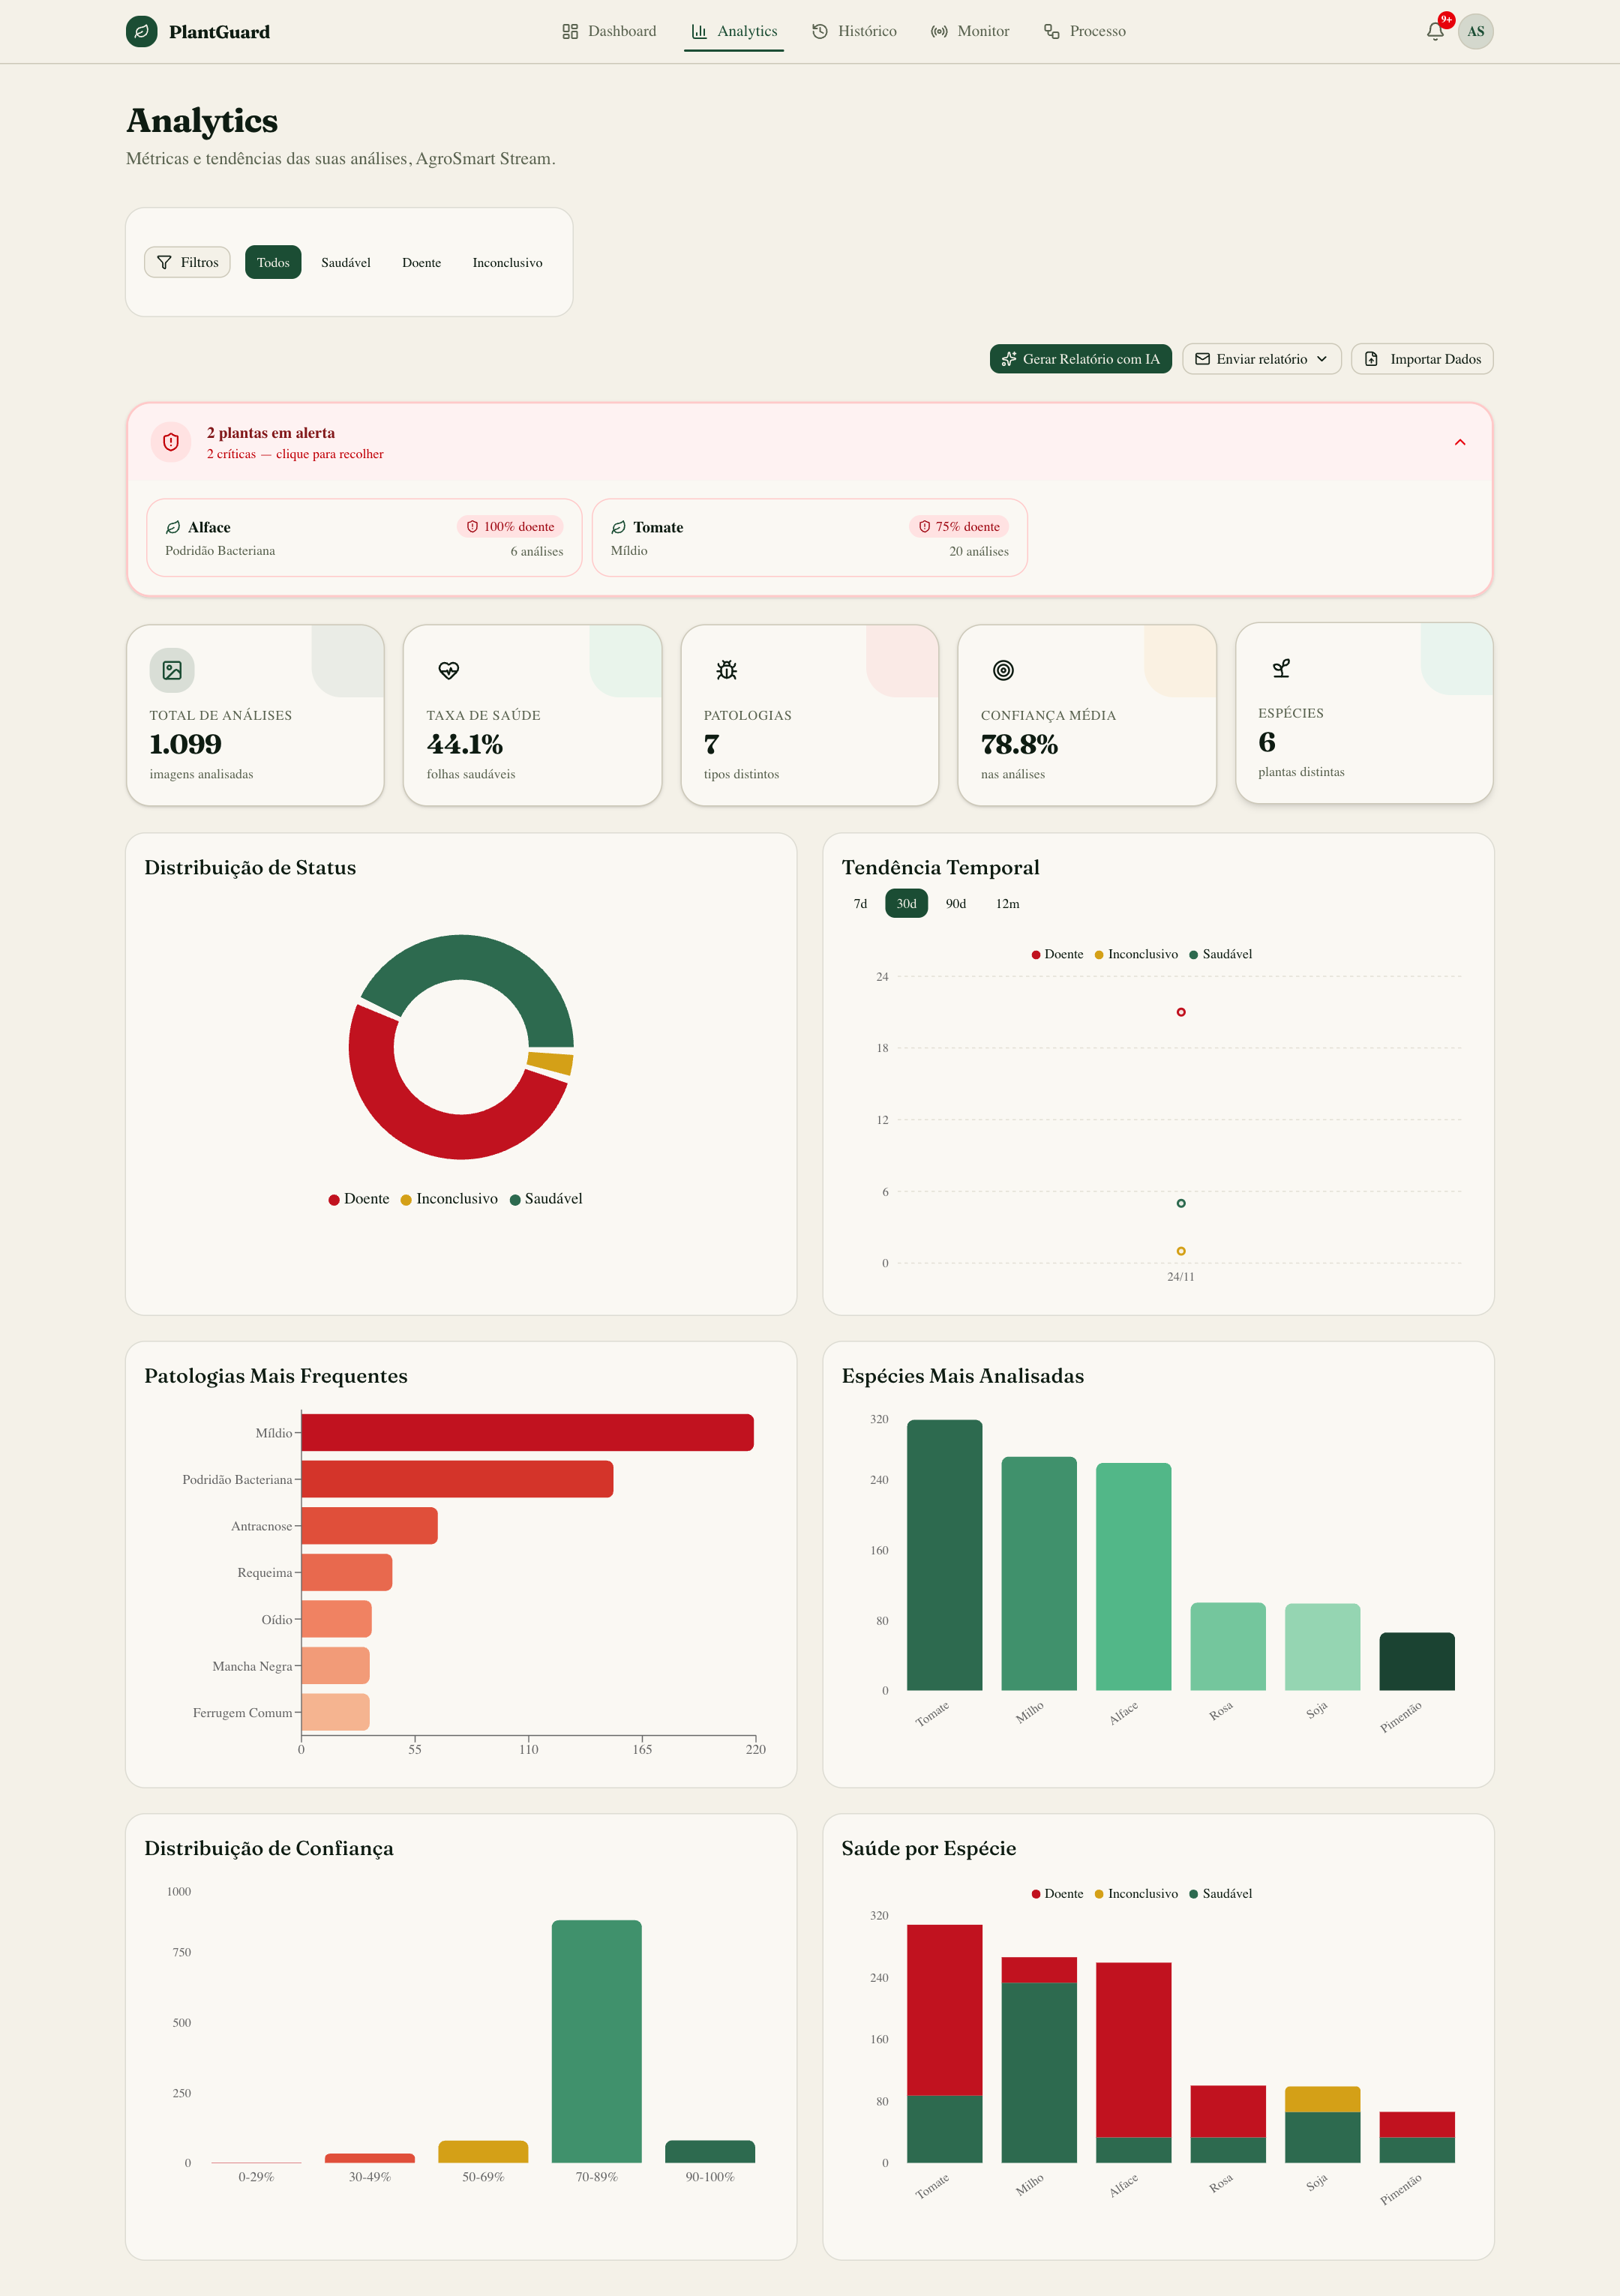 PlantGuard
Dashboard
Analytics
Histórico
Monitor
Processo
9+
AS
Analytics
Métricas e tendências das suas análises, AgroSmart Stream.
Filtros
Todos
Saudável
Doente
Inconclusivo
Gerar Relatório com IA
Enviar relatório
Importar Dados
2 plantas em alerta
2 críticas — clique para recolher
Alface
100% doente
Podridão Bacteriana
6 análises
Tomate
75% doente
Míldio
20 análises
TOTAL DE ANÁLISES
1.099
imagens analisadas
TAXA DE SAÚDE
44.1%
folhas saudáveis
PATOLOGIAS
7
tipos distintos
CONFIANÇA MÉDIA
78.8%
nas análises
ESPÉCIES
6
plantas distintas
Distribuição de Status
Doente
Inconclusivo
Saudável
Tendência Temporal
7d
30d
90d
12m
Doente
Inconclusivo
Saudável
24
18
12
6
0
24/11
Patologias Mais Frequentes
Míldio
Podridão Bacteriana
Antracnose
Requeima
Oídio
Mancha Negra
Ferrugem Comum
0
55
110
165
220
Espécies Mais Analisadas
320
240
160
80
0
Tomate
Milho
Alface
Rosa
Soja
Pimentão
Distribuição de Confiança
1000
750
500
250
0
0-29%
30-49%
50-69%
70-89%
90-100%
Saúde por Espécie
Doente
Inconclusivo
Saudável
320
240
160
80
0
Tomate
Milho
Alface
Rosa
Soja
Pimentão